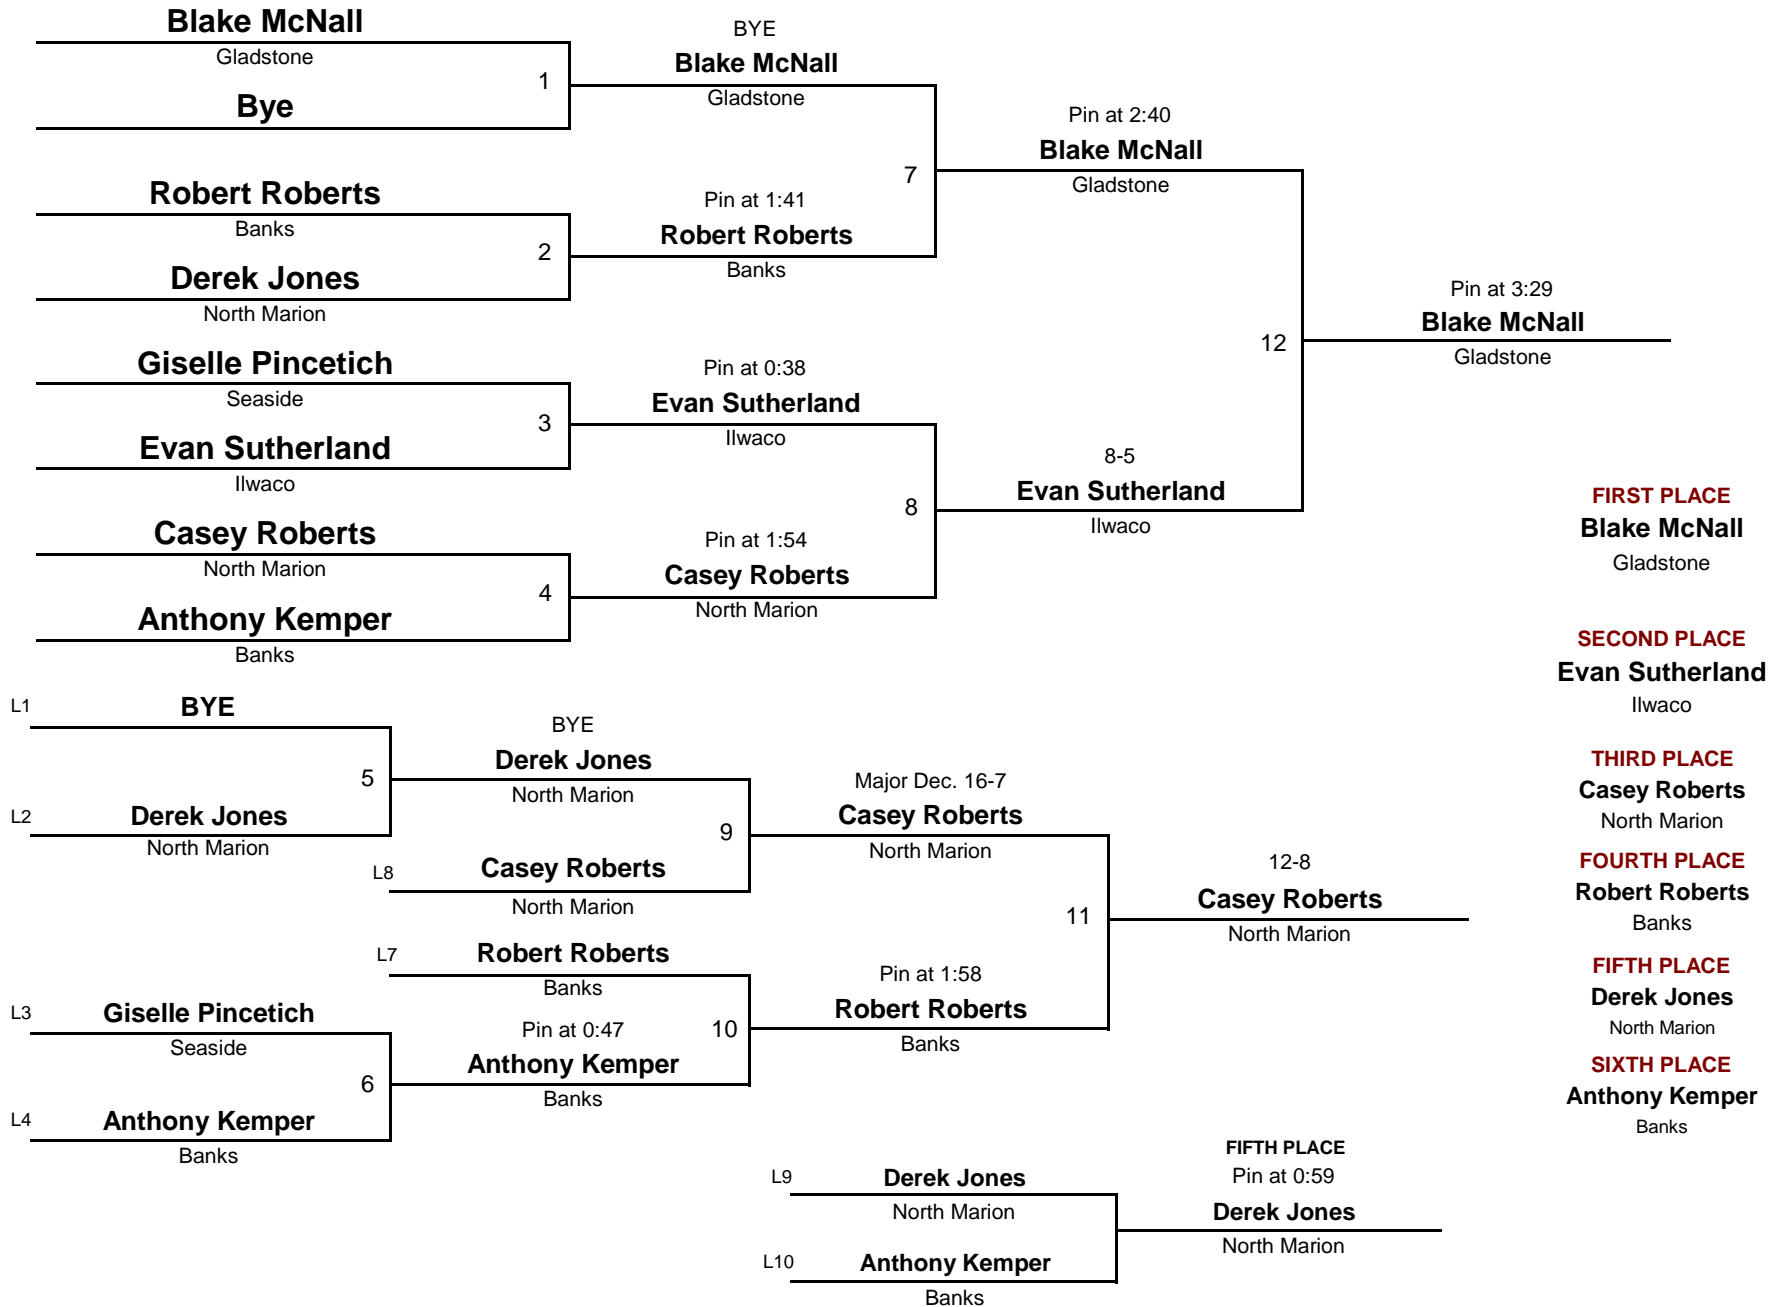 Blake McNall
Gladstone
1
Bye
Robert Roberts
Banks
2
Derek Jones
North Marion
Giselle Pincetich
Seaside
3
Evan Sutherland
Ilwaco
Casey Roberts
North Marion
4
Anthony Kemper
Banks
BYE
Blake McNall
Gladstone
7
Pin at 1:41
Robert Roberts
Banks
Pin at 0:38
Evan Sutherland
Ilwaco
8
Pin at 1:54
Casey Roberts
North Marion
Pin at 2:40
Blake McNall
Gladstone
12
8-5
Evan Sutherland
Ilwaco
Pin at 3:29
Blake McNall
Gladstone
L1 BYE
5
L2 Derek Jones
North Marion
BYE
Derek Jones
North Marion
9
L8 Casey Roberts
North Marion
L7 Robert Roberts
Banks
L3 Giselle Pincetich
Seaside
6
L4 Anthony Kemper
Banks
Pin at 0:47
10
Anthony Kemper
Banks
Major Dec. 16-7
Casey Roberts
North Marion
11
Pin at 1:58
Robert Roberts
Banks
12-8
Casey Roberts
North Marion
L9 Derek Jones
North Marion
L10 Anthony Kemper
Banks
FIFTH PLACE
Pin at 0:59
Derek Jones
North Marion
FIRST PLACE
Blake McNall
Gladstone
SECOND PLACE
Evan Sutherland
Ilwaco
THIRD PLACE
Casey Roberts
North Marion
FOURTH PLACE
Robert Roberts
Banks
FIFTH PLACE
Derek Jones
North Marion
SIXTH PLACE
Anthony Kemper
Banks